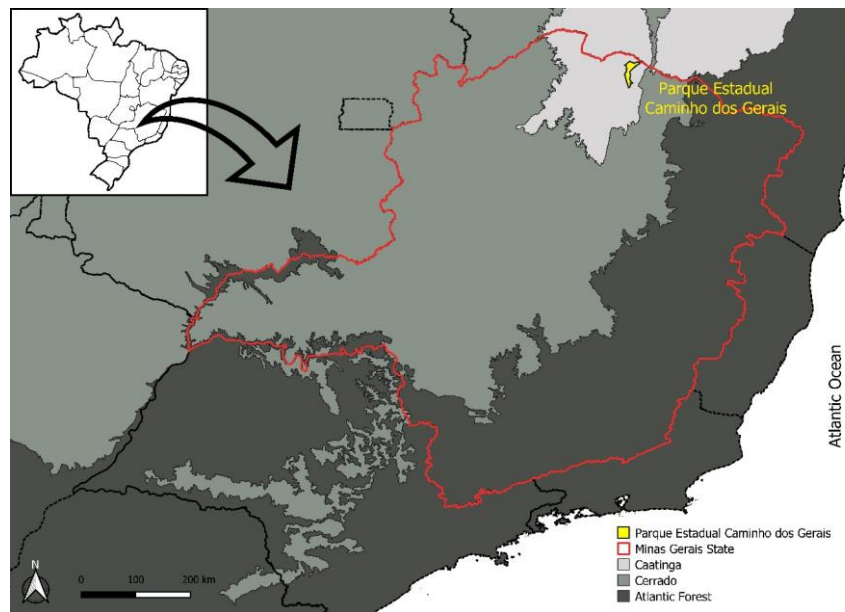 Parque Estadual
Caminho dos Gerais
Atlantic Ocean
Parque Estadual Caminho dos Gerais
Minas Gerais State
Caatinga
Cerrado
Atlantic Forest
N
0 100 200 km